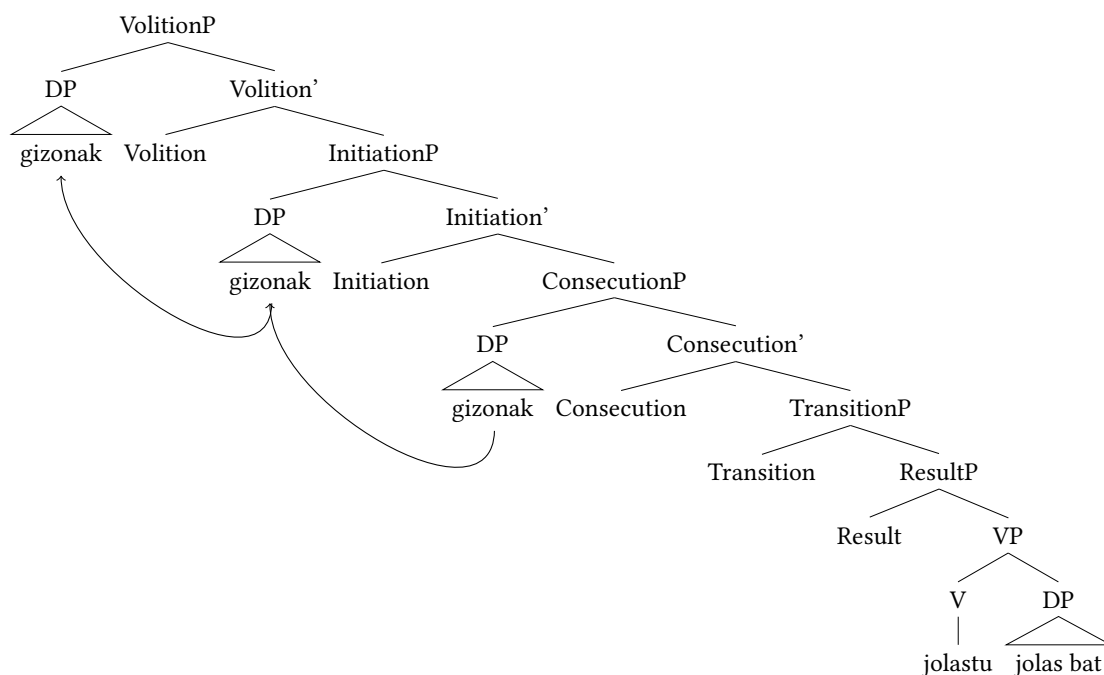 VolitionP
DP Volition’
gizonak Volition InitiationP
DP Initiation’
gizonak Initiation ConsecutionP
DP Consecution’
gizonak Consecution TransitionP
Transition ResultP
Result VP
V DP
jolastu jolas bat